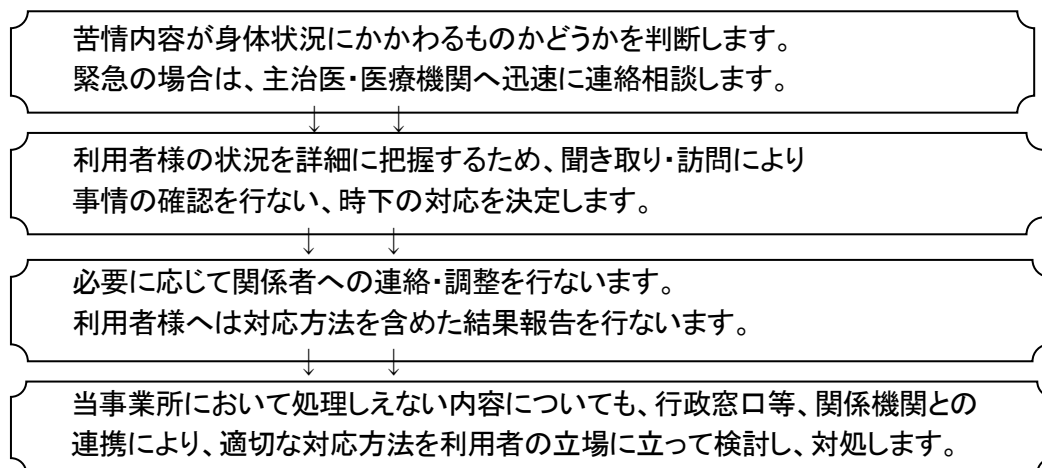 苦情内容が身体状況にかかわるものかどうかを判断します。
緊急の場合は、主治医・医療機関へ迅速に連絡相談します。
↓ ↓
利用者様の状況を詳細に把握するため、聞き取り・訪問により
事情の確認を行ない、時下の対応を決定します。
↓ ↓
必要に応じて関係者への連絡・調整を行ないます。
利用者様へは対応方法を含めた結果報告を行ないます。
↓ ↓
当事業所において処理しえない内容についても、行政窓口等、関係機関との
連携により、適切な対応方法を利用者の立場に立って検討し、対処します。